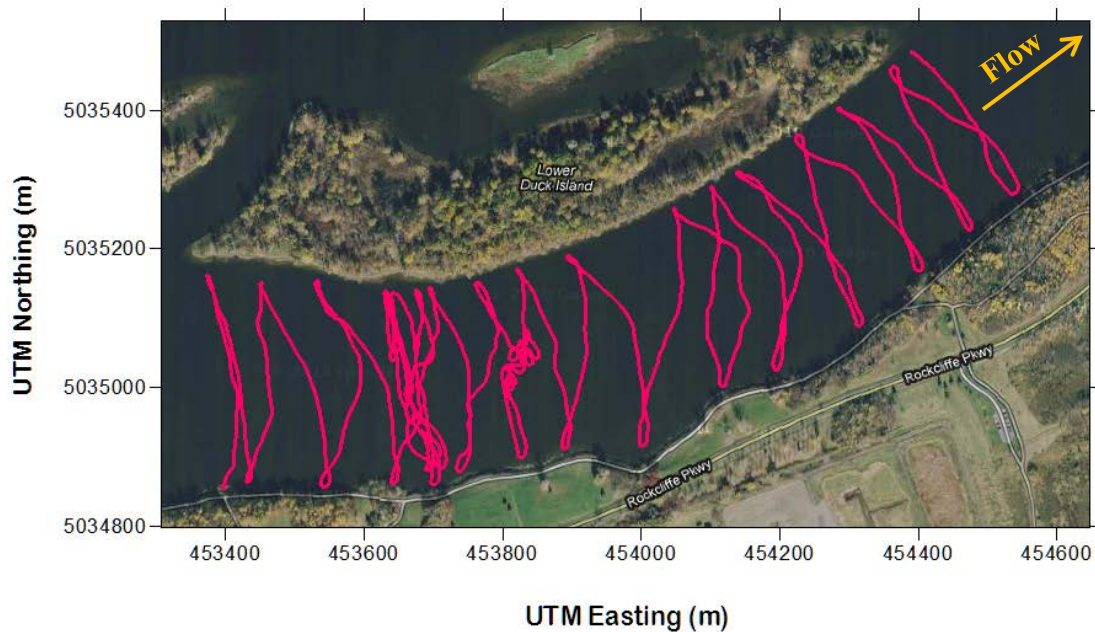 Flow
5035400
5035200
5035000
5034800
UTM Northing (m)
Lower
Duck Island
Rockcliffe Pkwy
Rockcliffe Pkwy
453400
453600
453800
454000
454200
454400
454600
UTM Easting (m)